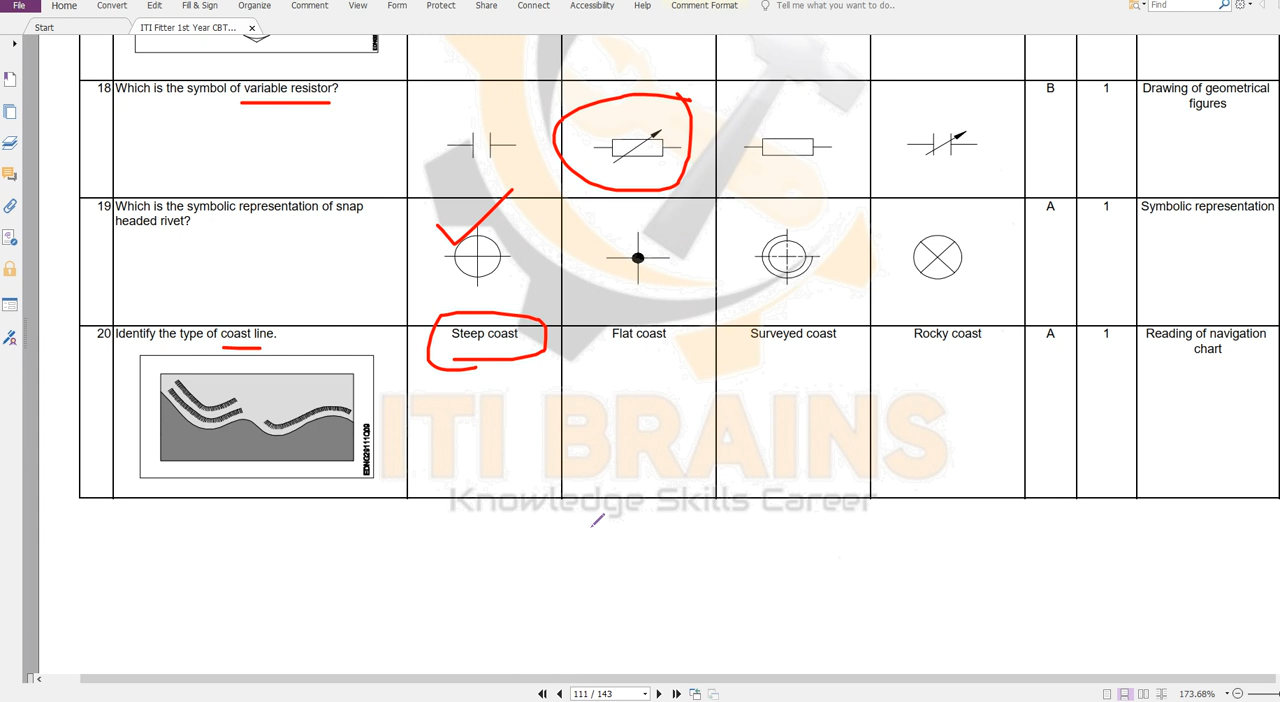 File Home Convert Edit Fill & Sign Organize Comment View Form Protect Share Connect Accessibility Help Comment Format Tell me what you want to do.. Find
Start ITI Fitter 1st Year CBT...
18 Which is the symbol of variable resistor? B 1 Drawing of geometrical
figures
19 Which is the symbolic representation of snap A 1 Symbolic representation
headed rivet?
20 Identify the type of coast line. Steep coast Flat coast Surveyed coast Rocky coast A 1 Reading of navigation
chart
ITI BRAINS
Knowledge Skills Career
111 / 143 173.68%